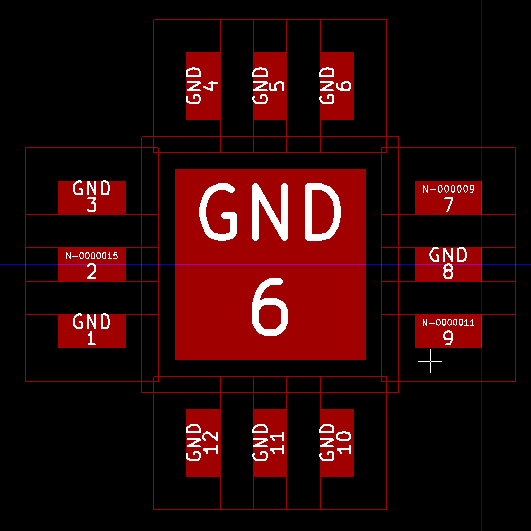 GND
4
GND
5
GND
6
GND
3
N-0000015
2
GND
1
GND
6
N-000009
7
GND
8
N-0000011
9
GND
12
GND
11
GND
10